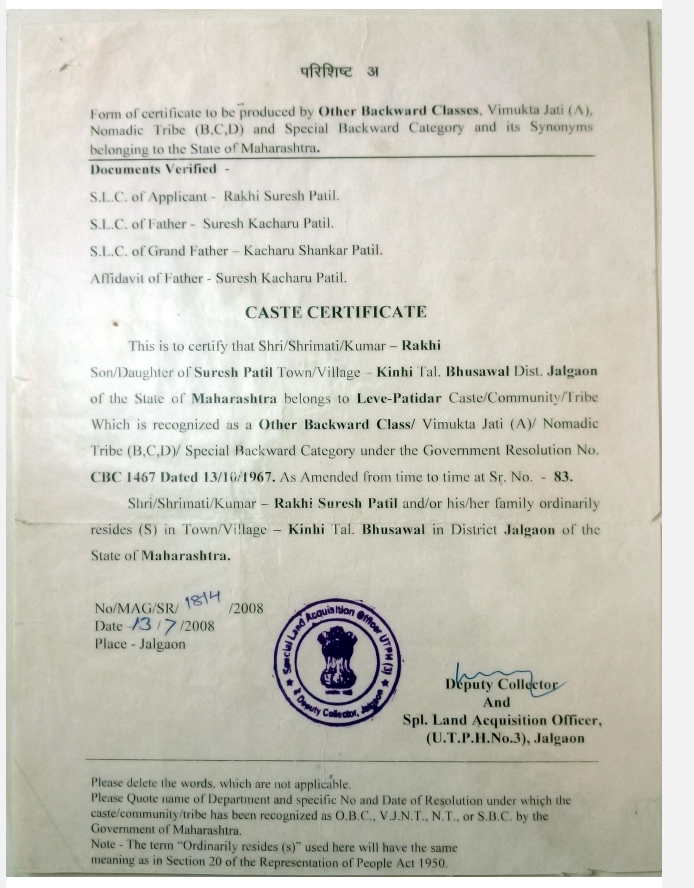 परिशिष्ट अ
Form of certificate to be produced by Other Backward Classes, Vimukta Jati (A),
Nomadic Tribe (B,C,D) and Special Backward Category and its Synonyms
belonging to the State of Maharashtra.
Documents Verified -
S.L.C. of Applicant - Rakhi Suresh Patil.
S.L.C. of Father - Suresh Kacharu Patil.
S.L.C. of Grand Father – Kacharu Shankar Patil.
Affidavit of Father - Suresh Kacharu Patil.
CASTE CERTIFICATE
This is to certify that Shri/Shrimati/Kumar – Rakhi
Son/Daughter of Suresh Patil Town/Village – Kinhi Tal. Bhusawal Dist. Jalgaon
of the State of Maharashtra belongs to Leve-Patidar Caste/Community/Tribe
Which is recognized as a Other Backward Class/ Vimukta Jati (A)/ Nomadic
Tribe (B,C,D)/ Special Backward Category under the Government Resolution No.
CBC 1467 Dated 13/10/1967. As Amended from time to time at Sr. No. - 83.
Shri/Shrimati/Kumar – Rakhi Suresh Patil and/or his/her family ordinarily
resides (S) in Town/Village – Kinhi Tal. Bhusawal in District Jalgaon of the
State of Maharashtra.
No/MAG/SR/ 1814 /2008
Date - 13 / 7 /2008
Place - Jalgaon
Special Land Acquisition Officer UTPH (3)
& Deputy Collector, Jalgaon
Deputy Collector
And
Spl. Land Acquisition Officer,
(U.T.P.H.No.3), Jalgaon
Please delete the words. which are not applicable.
Please Quote name of Department and specific No and Date of Resolution under which the
caste/community/tribe has been recognized as O.B.C., V.J.N.T., N.T., or S.B.C. by the
Government of Maharashtra.
Note - The term “Ordinarily resides (s)” used here will have the same
meaning as in Section 20 of the Representation of People Act 1950.